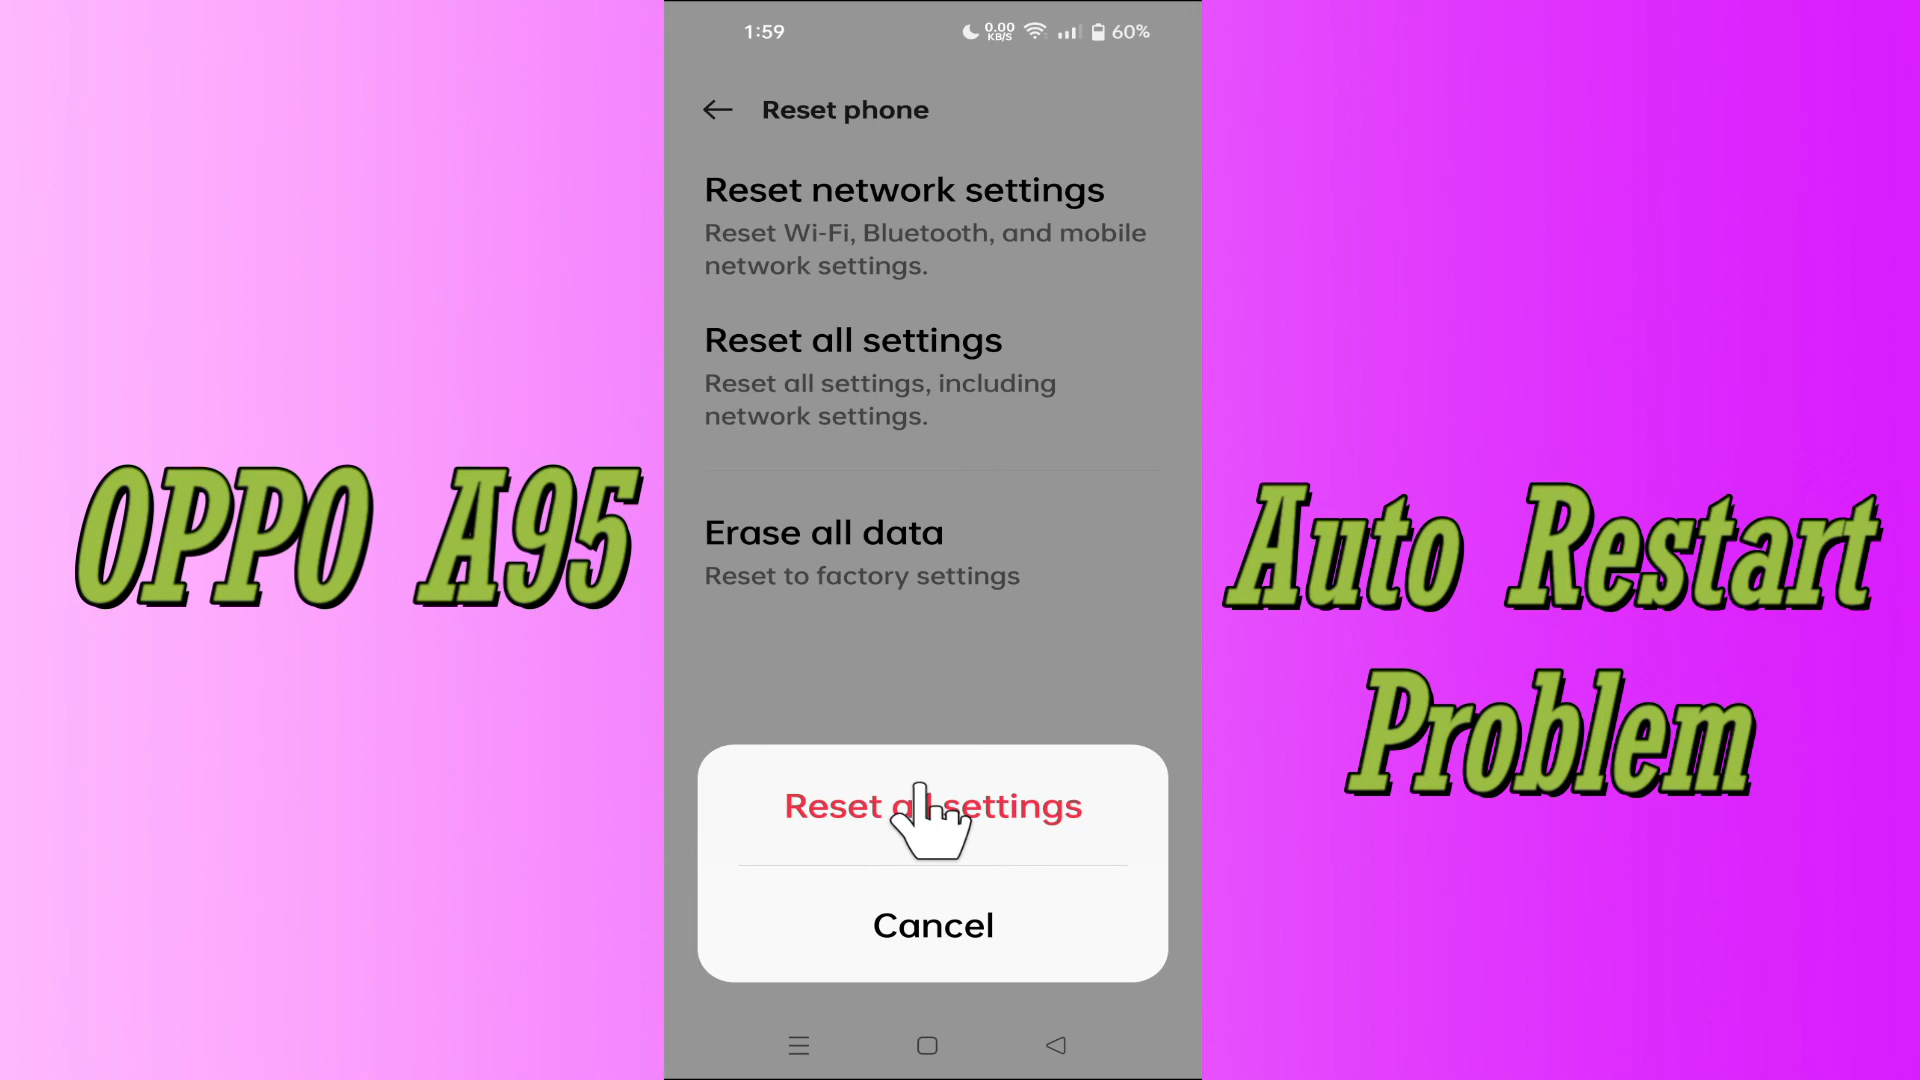 1:59
0.00
KB/S
60%
Reset phone
Reset network settings
Reset Wi-Fi, Bluetooth, and mobile
network settings.
Reset all settings
Reset all settings, including
network settings.
Erase all data
Reset to factory settings
OPPO A95
Auto Restart
Problem
Reset all settings
Cancel